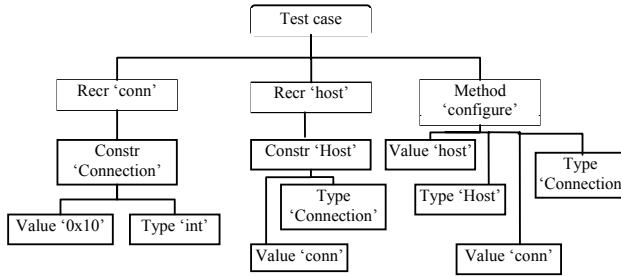 Test case
Recr ‘conn’
Recr ‘host’
Method
‘configure’
Constr
‘Connection’
Constr ‘Host’
Value ‘host’
Type
‘Connection
Type
‘Connection’
Type ‘Host’
Value ‘0x10’
Type ‘int’
Value ‘conn’
Value ‘conn’